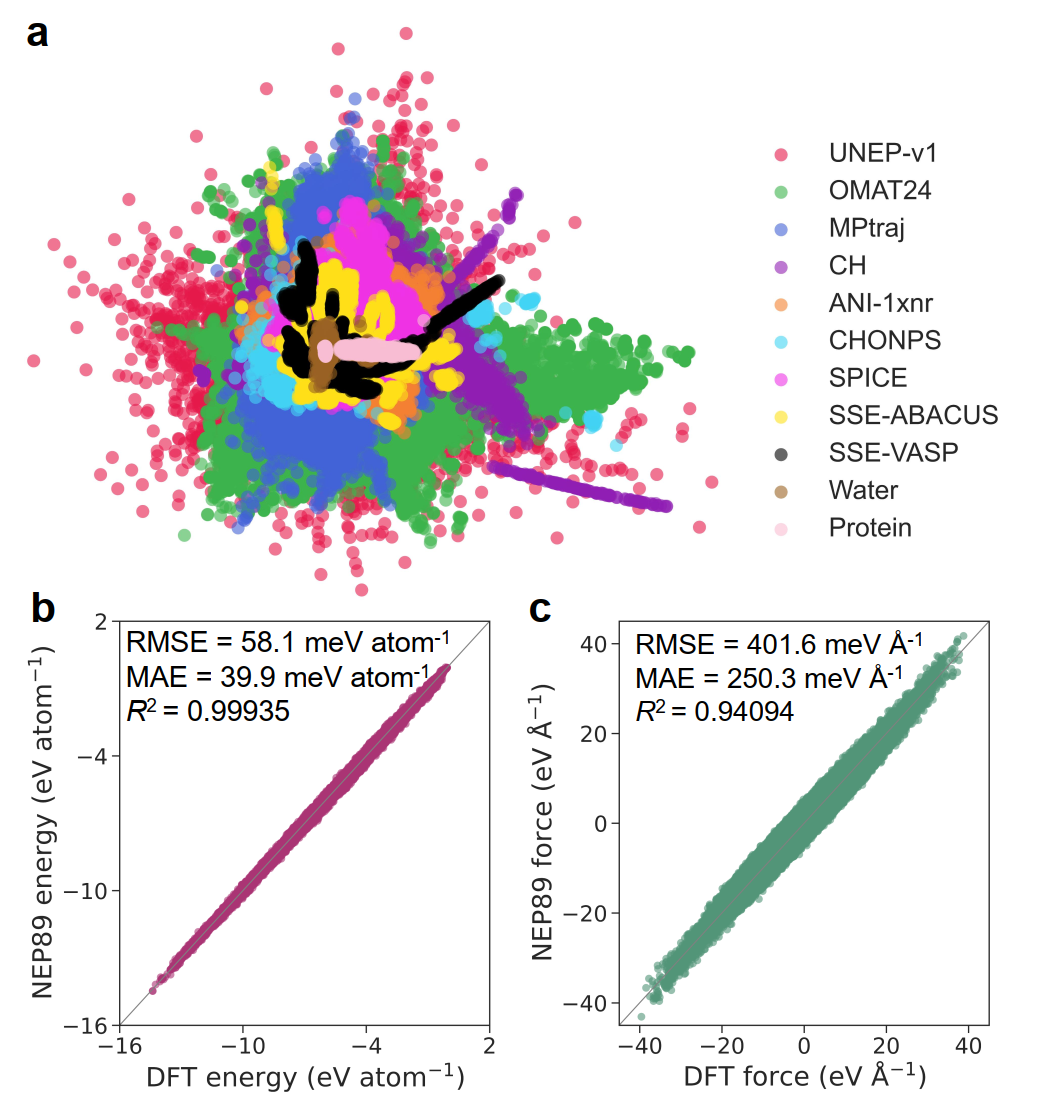 a
UNEP-v1
OMAT24
MPtraj
CH
ANI-1xnr
CHONPS
SPICE
SSE-ABACUS
SSE-VASP
Water
Protein
b
RMSE = 58.1 meV atom⁻¹
MAE = 39.9 meV atom⁻¹
R² = 0.99935
NEP89 energy (eV atom⁻¹)
2
−4
−10
−16
−16 −10 −4 2
DFT energy (eV atom⁻¹)
c
RMSE = 401.6 meV Å⁻¹
MAE = 250.3 meV Å⁻¹
R² = 0.94094
NEP89 force (eV Å⁻¹)
40
20
0
−20
−40
−40 −20 0 20 40
DFT force (eV Å⁻¹)